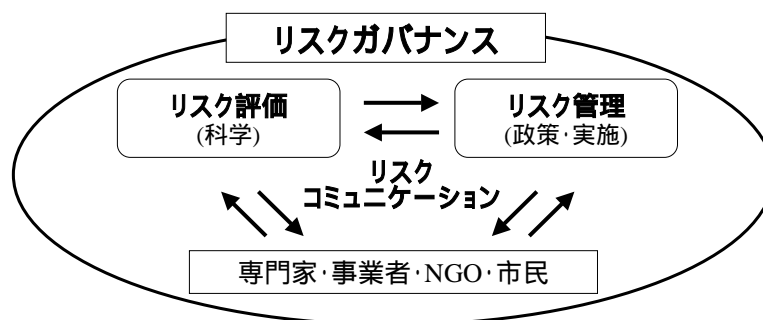 リスクガバナンス
リスク評価
(科学)
リスク管理
(政策・実施)
リスク
コミュニケーション
専門家・事業者・NGO・市民